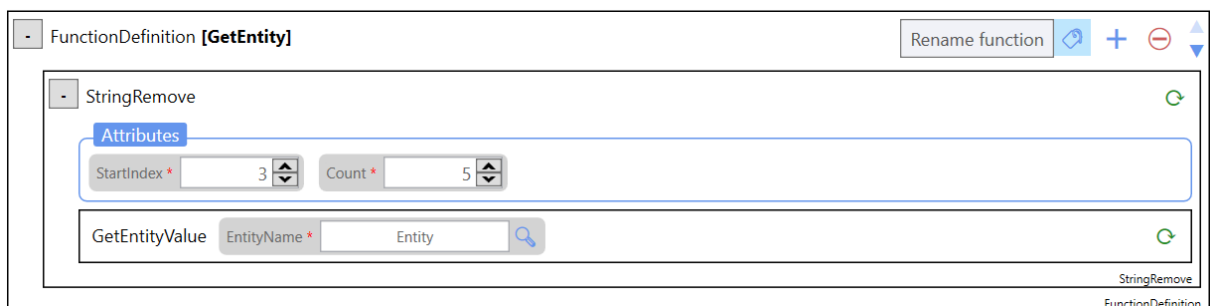 - FunctionDefinition [GetEntity] Rename function
- StringRemove
Attributes
StartIndex * 3 Count * 5
GetEntityValue EntityName * Entity
StringRemove
FunctionDefinition